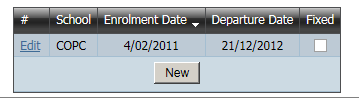 # School Enrolment Date Departure Date Fixed
Edit COPC 4/02/2011 21/12/2012
New